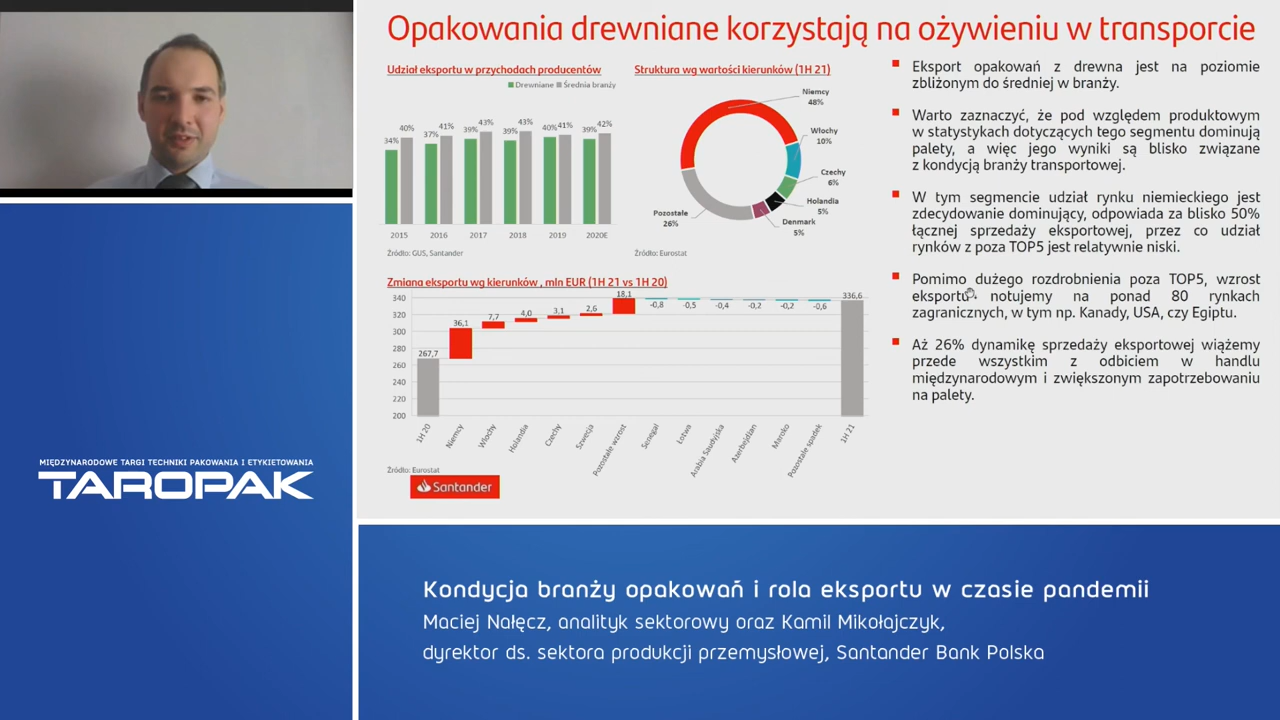 Opakowania drewniane korzystają na ożywieniu w transporcie
Udział eksportu w przychodach producentów
Drewniane Średnia branży
34% 40% 37% 41% 39% 43% 39% 43% 40% 41% 39% 42%
2015 2016 2017 2018 2019 2020E
Źródło: GUS, Santander
Struktura wg wartości kierunków (1H 21)
Niemcy
48%
Włochy
10%
Czechy
6%
Holandia
5%
Denmark
5%
Pozostałe
26%
Źródło: Eurostat
Zmiana eksportu wg kierunków , mln EUR (1H 21 vs 1H 20)
340
320
300
280
260
240
220
200
267,7 36,1 7,7 4,0 3,1 2,6 18,1 -0,8 -0,5 -0,4 -0,2 -0,2 -0,6 336,6
1H 20 Niemcy Włochy Holandia Czechy Szwecja Pozostałe wzrost Senegal Łotwa Arabia Saudyjska Azerbejdżan Maroko Pozostałe spadek 1H 21
Źródło: Eurostat
Santander
Eksport opakowań z drewna jest na poziomie
zbliżonym do średniej w branży.
Warto zaznaczyć, że pod względem produktowym
w statystykach dotyczących tego segmentu dominują
palety, a więc jego wyniki są blisko związane
z kondycją branży transportowej.
W tym segmencie udział rynku niemieckiego jest
zdecydowanie dominujący, odpowiada za blisko 50%
łącznej sprzedaży eksportowej, przez co udział
rynków z poza TOP5 jest relatywnie niski.
Pomimo dużego rozdrobnienia poza TOP5, wzrost
eksportu notujemy na ponad 80 rynkach
zagranicznych, w tym np. Kanady, USA, czy Egiptu.
Aż 26% dynamikę sprzedaży eksportowej wiążemy
przede wszystkim z odbiciem w handlu
międzynarodowym i zwiększonym zapotrzebowaniu
na palety.
MIĘDZYNARODOWE TARGI TECHNIKI PAKOWANIA I ETYKIETOWANIA
TAROPAK
Kondycja branży opakowań i rola eksportu w czasie pandemii
Maciej Nałęcz, analityk sektorowy oraz Kamil Mikołajczyk,
dyrektor ds. sektora produkcji przemysłowej, Santander Bank Polska